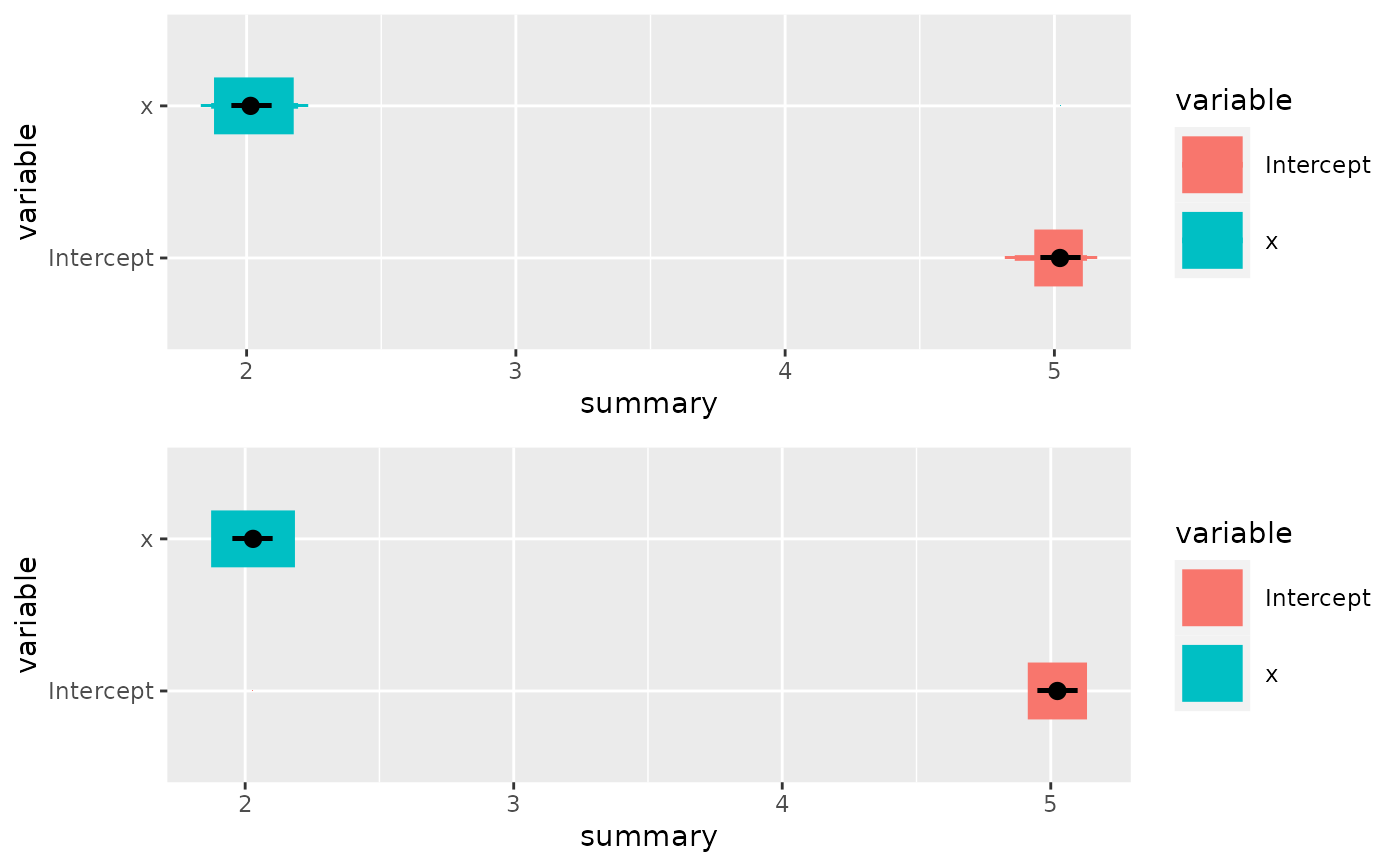 variable
x
Intercept
2 3 4 5
summary
variable
Intercept
x
variable
x
Intercept
2 3 4 5
summary
variable
Intercept
x